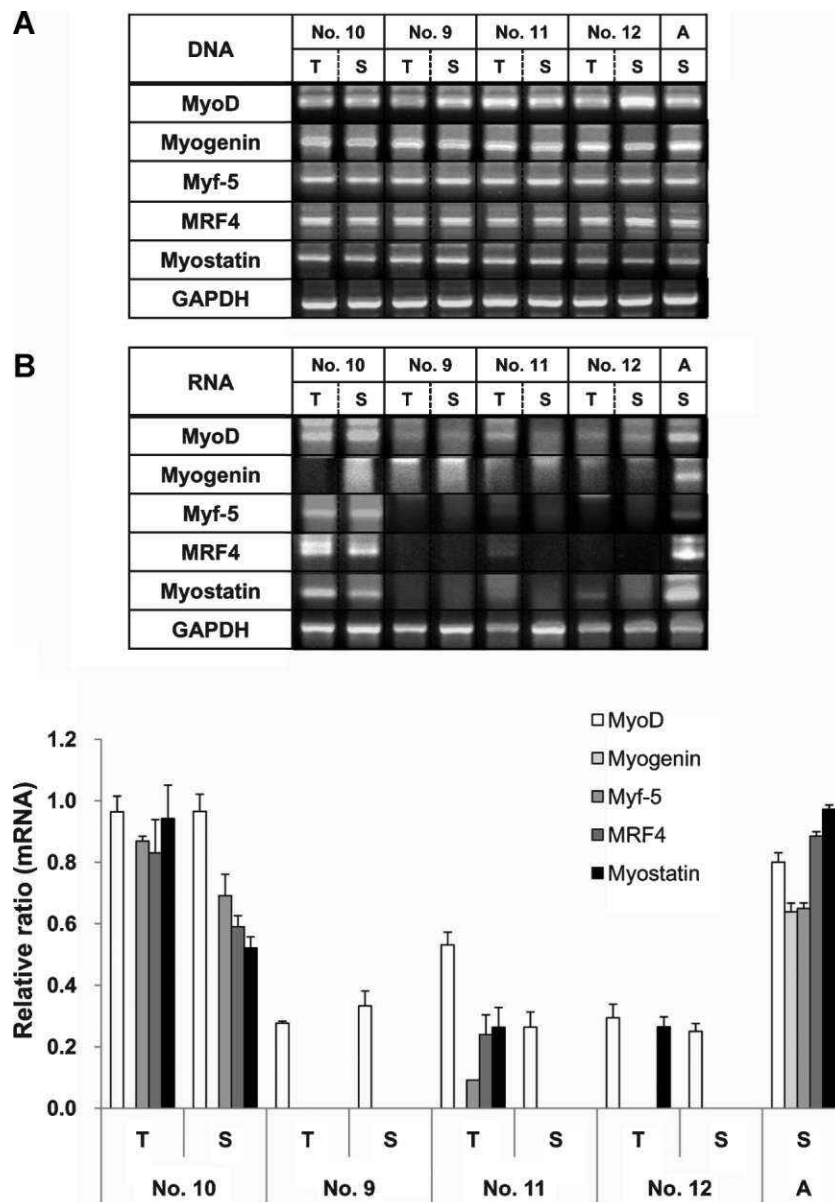 A
DNA No. 10 No. 9 No. 11 No. 12 A
T S T S T S T S S
MyoD
Myogenin
Myf-5
MRF4
Myostatin
GAPDH
B
RNA No. 10 No. 9 No. 11 No. 12 A
T S T S T S T S S
MyoD
Myogenin
Myf-5
MRF4
Myostatin
GAPDH
Relative ratio (mRNA)
1.2
1.0
0.8
0.6
0.4
0.2
0.0
MyoD
Myogenin
Myf-5
MRF4
Myostatin
T S T S T S T S S
No. 10 No. 9 No. 11 No. 12 A